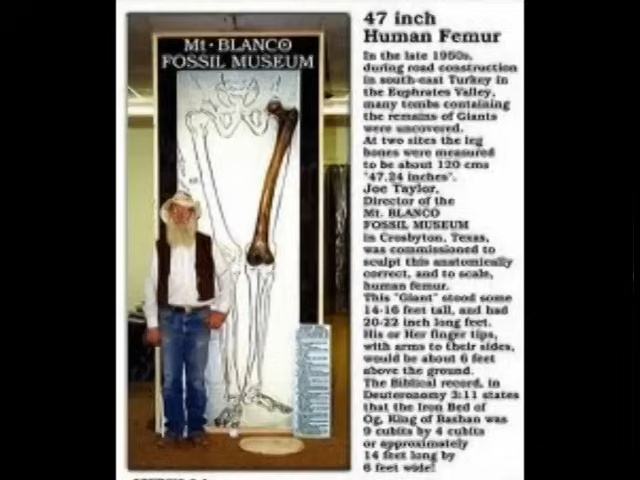 Mt · BLANCO
FOSSIL MUSEUM
47 inch
Human Femur
In the late 1950s,
during road construction
in south-east Turkey in
the Euphrates Valley,
many tombs containing
the remains of Giants
were uncovered.
At two sites the leg
bones were measured
to be about 120 cms
"47.24 inches".
Joe Taylor,
Director of the
Mt. BLANCO
FOSSIL MUSEUM
in Crosbyton, Texas,
was commissioned to
sculpt this anatomically
correct, and to scale,
human femur.
This "Giant" stood some
14-16 feet tall, and had
20-22 inch long feet.
His or Her finger tips,
with arms to their sides,
would be about 6 feet
above the ground.
The Biblical record, in
Deuteronomy 3:11 states
that the Iron Bed of
Og, King of Bashan was
9 cubits by 4 cubits
or approximately
14 feet long by
6 feet wide!